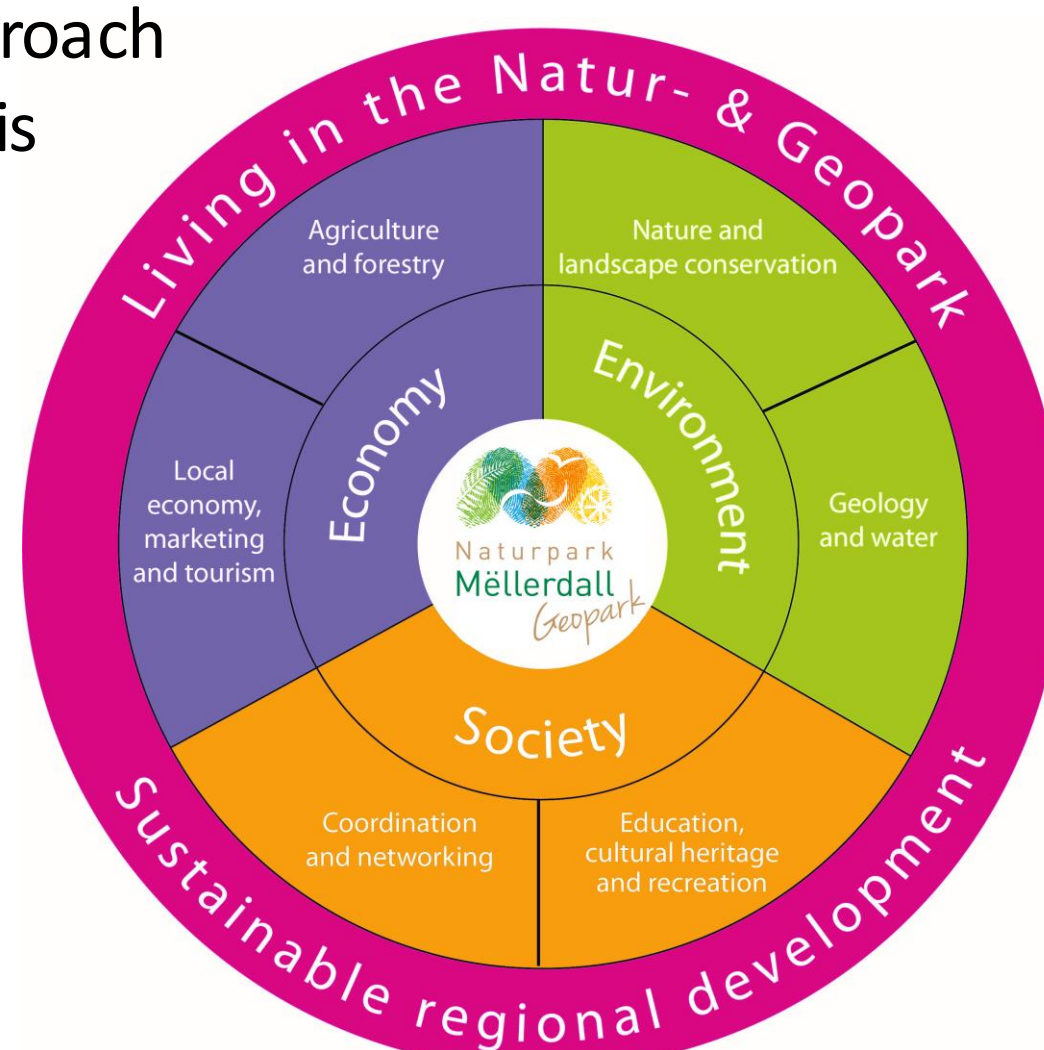 roach
is
Living in the Natur- & Geopark
Agriculture
and forestry
Nature and
landscape conservation
Economy
Environment
Local
economy,
marketing
and tourism
Geology
and water
Naturpark
Mëllerdall
Geopark
Society
Coordination
and networking
Education,
cultural heritage
and recreation
Sustainable regional development